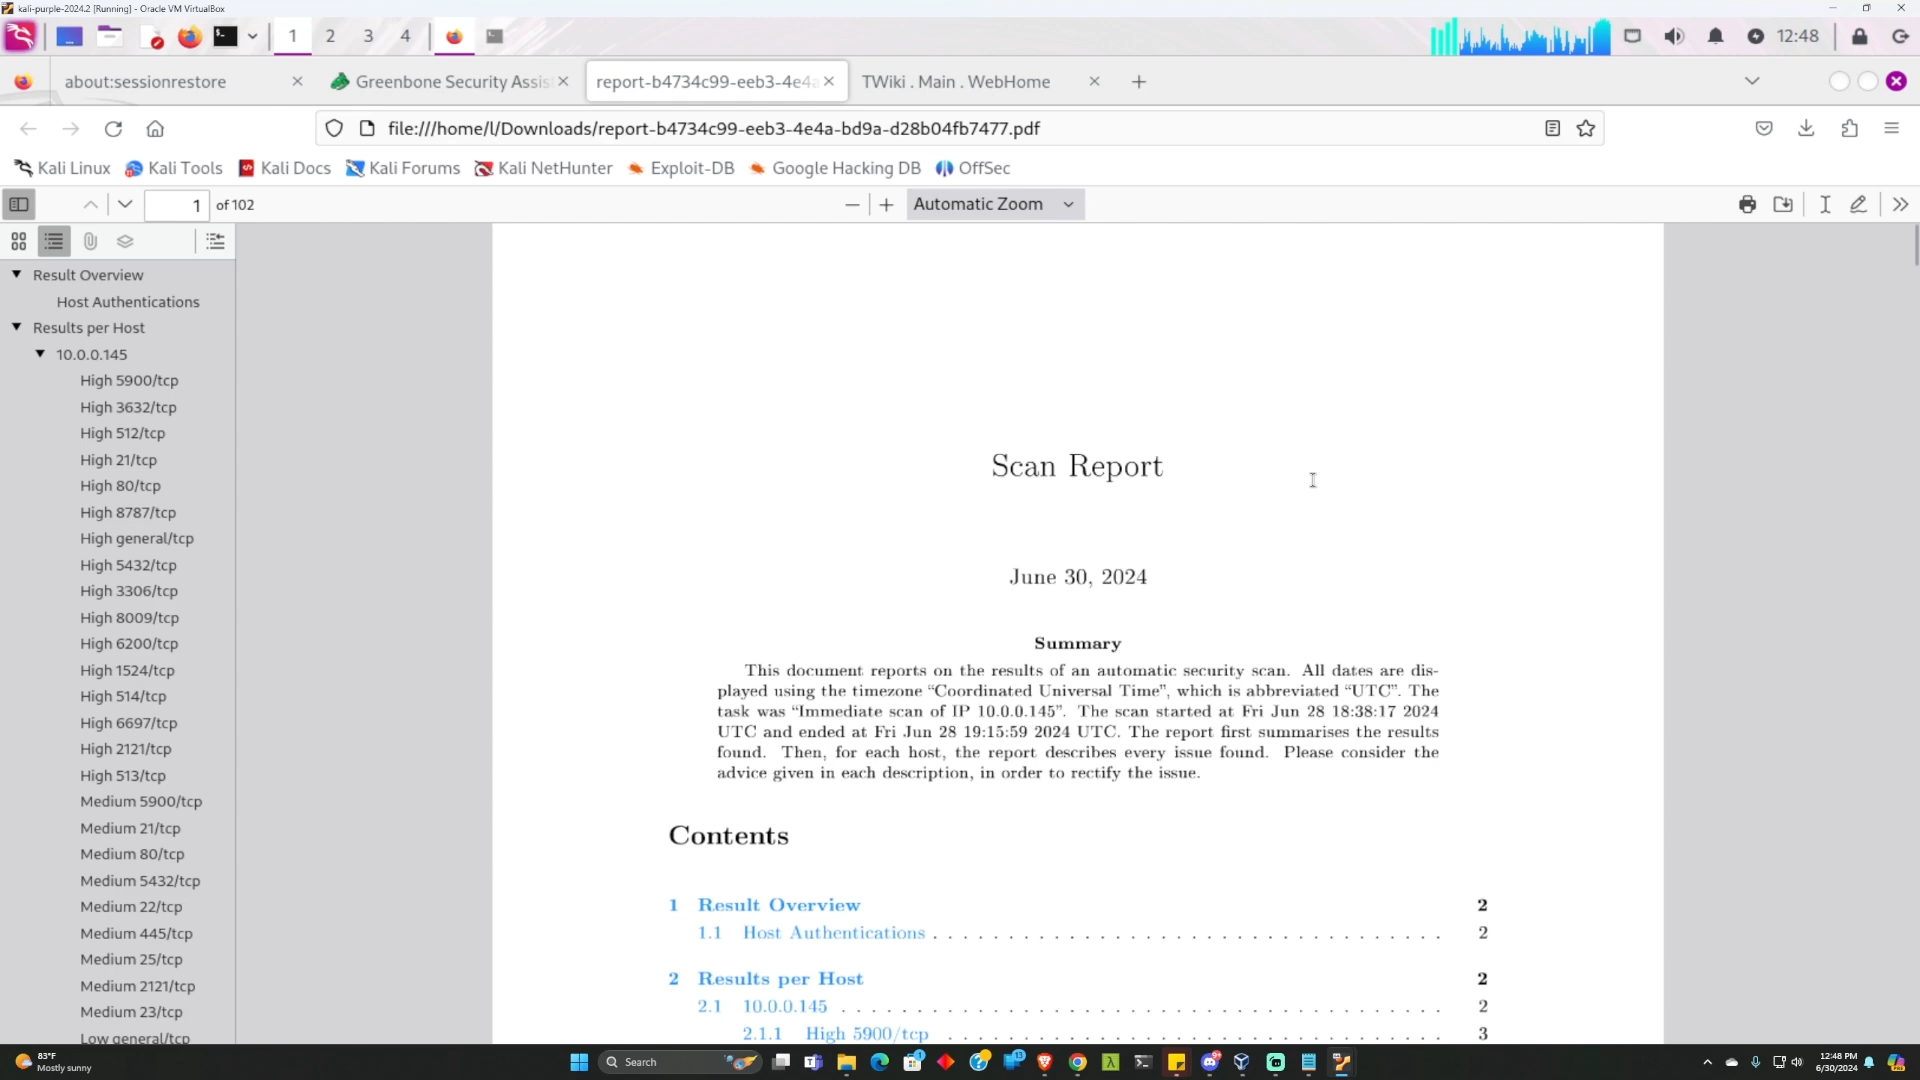 kali-purple-2024.2 [Running] - Oracle VM VirtualBox
1 2 3 4
12:48
about:sessionrestore
Greenbone Security Assis
report-b4734c99-eeb3-4e4a
TWiki . Main . WebHome
file:///home/l/Downloads/report-b4734c99-eeb3-4e4a-bd9a-d28b04fb7477.pdf
Kali Linux Kali Tools Kali Docs Kali Forums Kali NetHunter Exploit-DB Google Hacking DB OffSec
1 of 102
Automatic Zoom
Result Overview
Host Authentications
Results per Host
10.0.0.145
High 5900/tcp
High 3632/tcp
High 512/tcp
High 21/tcp
High 80/tcp
High 8787/tcp
High general/tcp
High 5432/tcp
High 3306/tcp
High 8009/tcp
High 6200/tcp
High 1524/tcp
High 514/tcp
High 6697/tcp
High 2121/tcp
High 513/tcp
Medium 5900/tcp
Medium 21/tcp
Medium 80/tcp
Medium 5432/tcp
Medium 22/tcp
Medium 445/tcp
Medium 25/tcp
Medium 2121/tcp
Medium 23/tcp
Low general/tcp
Scan Report
June 30, 2024
Summary
This document reports on the results of an automatic security scan. All dates are dis-
played using the timezone “Coordinated Universal Time”, which is abbreviated “UTC”. The
task was “Immediate scan of IP 10.0.0.145”. The scan started at Fri Jun 28 18:38:17 2024
UTC and ended at Fri Jun 28 19:15:59 2024 UTC. The report first summarises the results
found. Then, for each host, the report describes every issue found. Please consider the
advice given in each description, in order to rectify the issue.
Contents
1 Result Overview 2
1.1 Host Authentications . . . . . . . . . . . . . . . . . . . . . . . . . . . . . . . . . . 2
2 Results per Host 2
2.1 10.0.0.145 . . . . . . . . . . . . . . . . . . . . . . . . . . . . . . . . . . . . . . . . 2
2.1.1 High 5900/tcp . . . . . . . . . . . . . . . . . . . . . . . . . . . . . . . . . . 3
83°F
Mostly sunny
Search
12:48 PM
6/30/2024